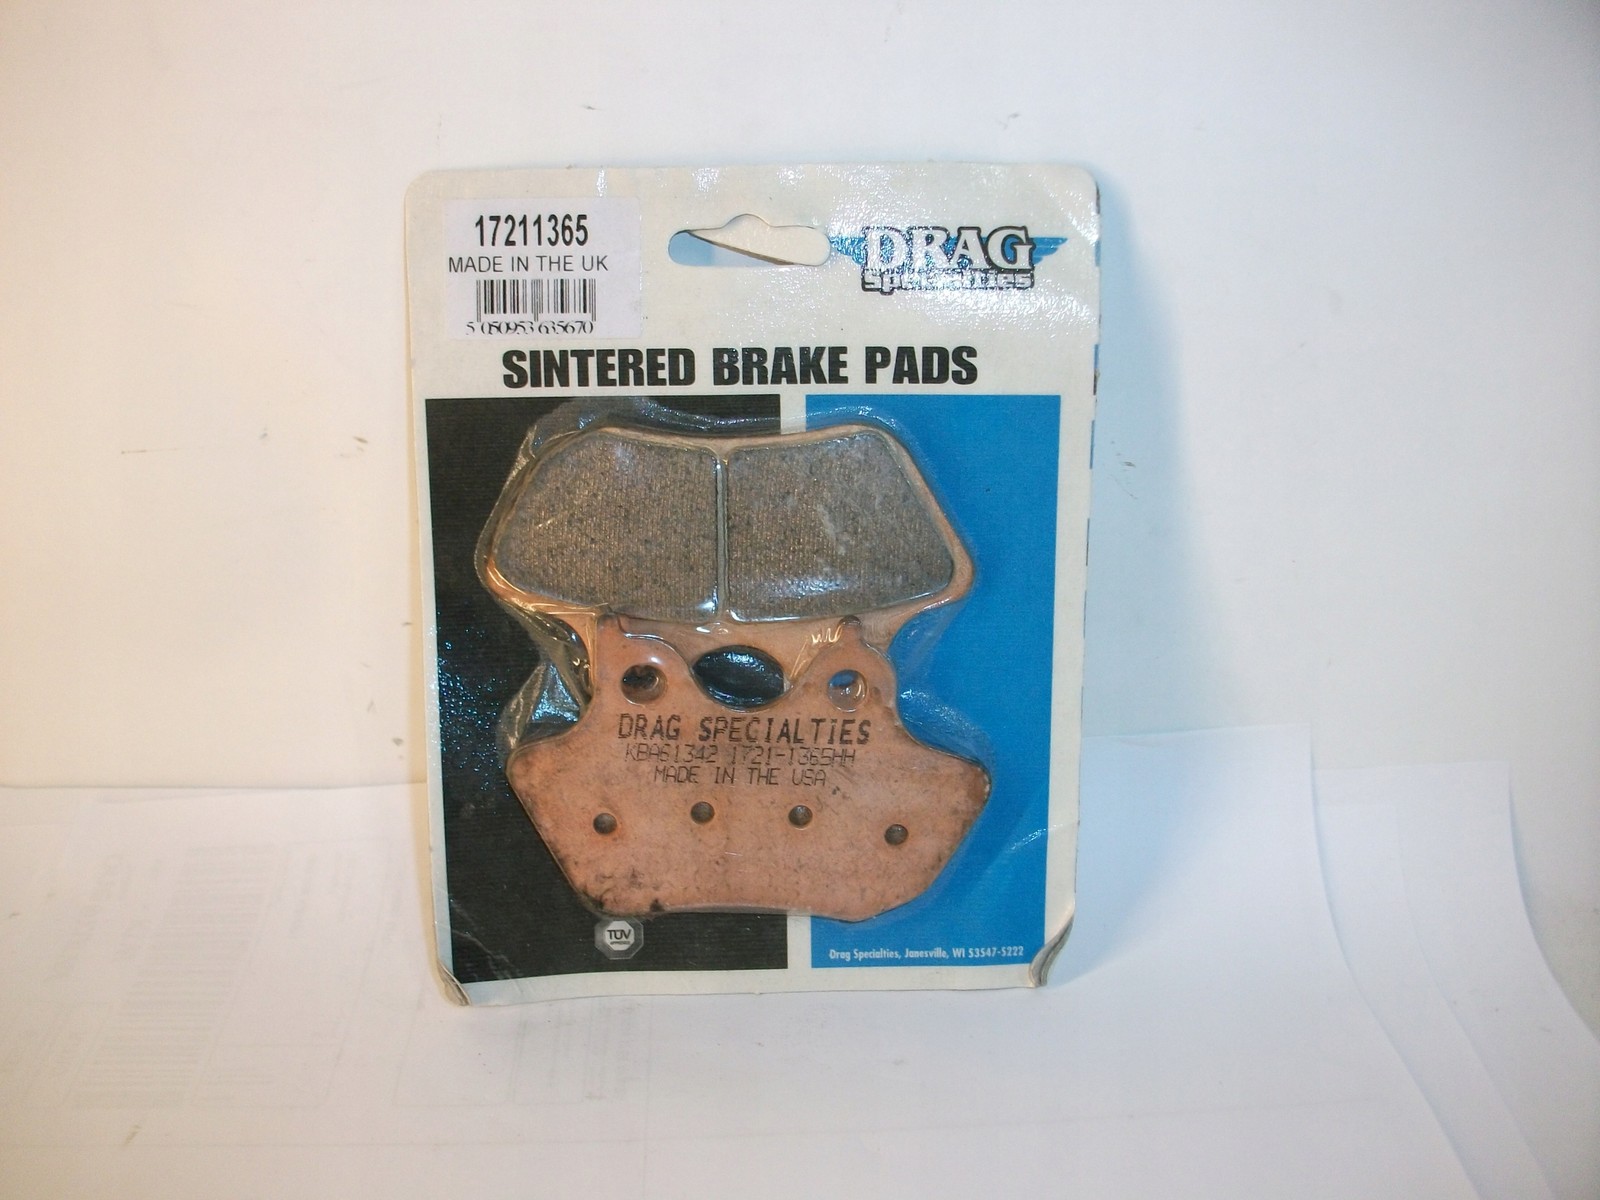 17211365
MADE IN THE UK
5 050953 635670
DRAG
Specialties
SINTERED BRAKE PADS
DRAG SPECIALTiES
KBA61342 1721-1365HH
MADE IN THE USA
TÜV
Drag Specialties, Janesville, WI 53547-5222